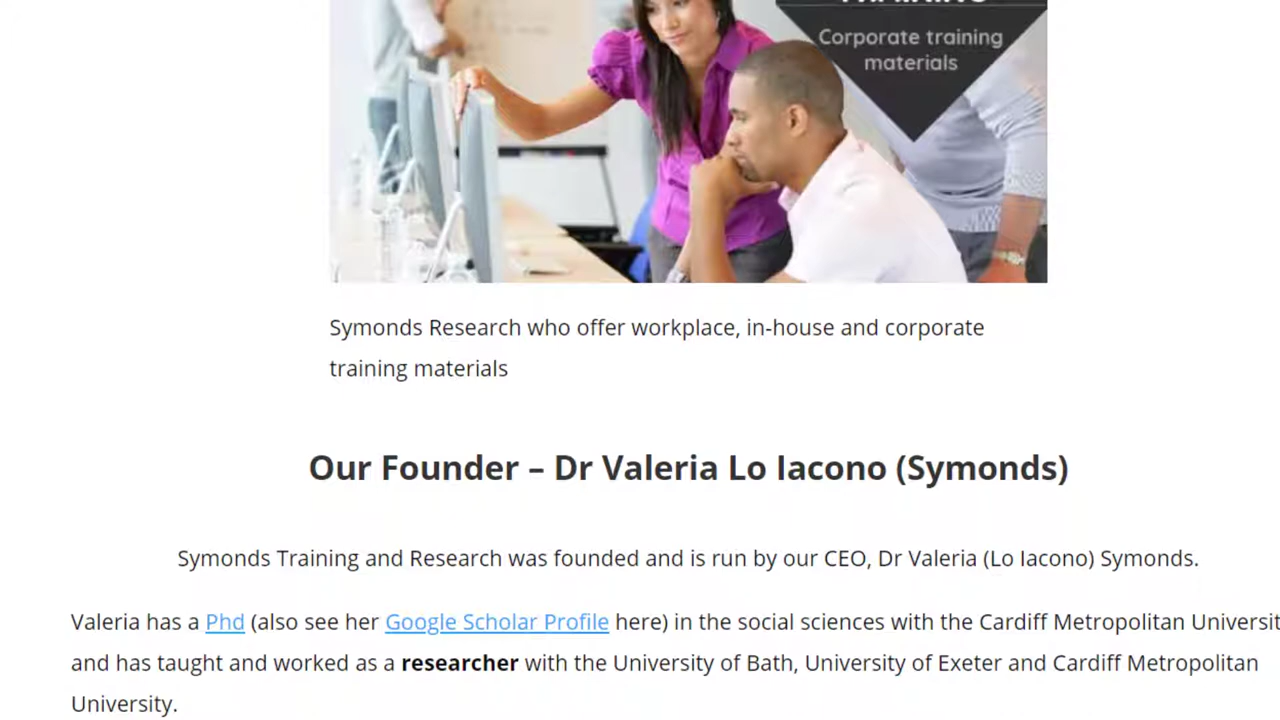 Corporate training
materials
Symonds Research who offer workplace, in-house and corporate
training materials
Our Founder – Dr Valeria Lo Iacono (Symonds)
Symonds Training and Research was founded and is run by our CEO, Dr Valeria (Lo Iacono) Symonds.
Valeria has a Phd (also see her Google Scholar Profile here) in the social sciences with the Cardiff Metropolitan Universit
and has taught and worked as a researcher with the University of Bath, University of Exeter and Cardiff Metropolitan
University.